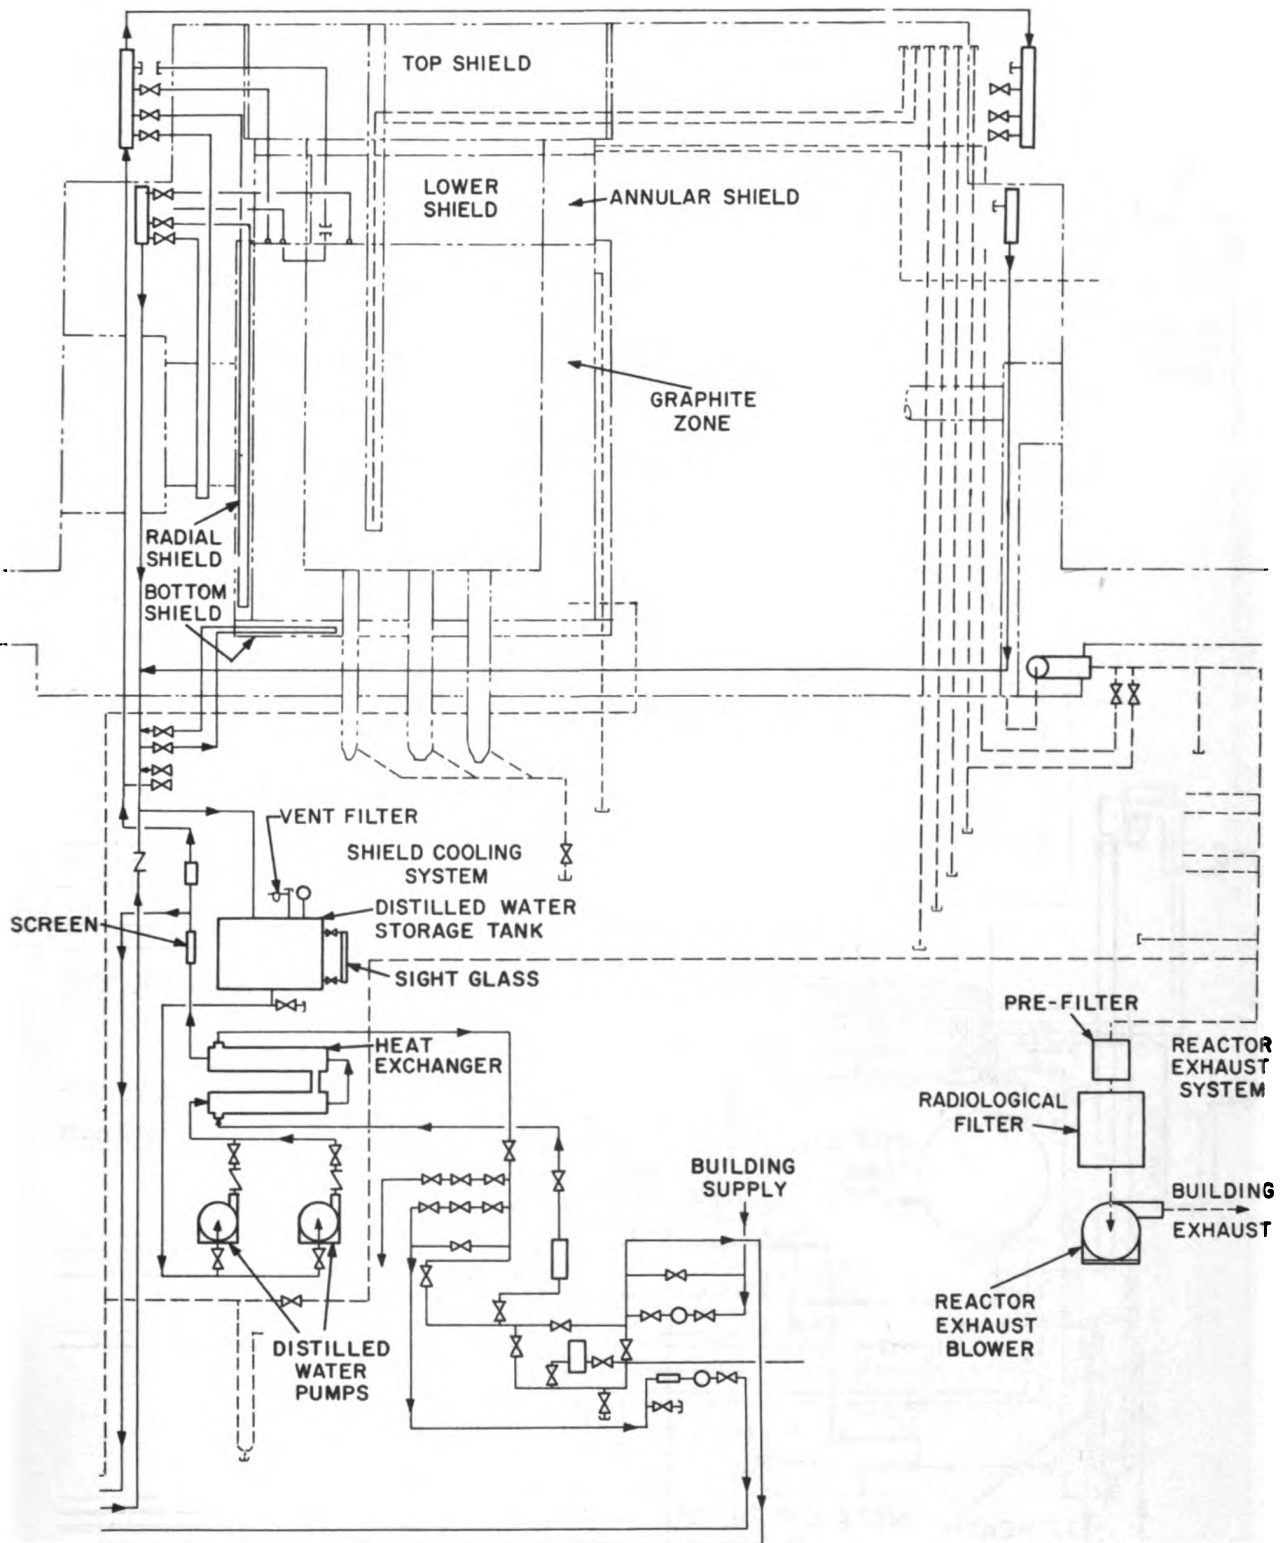 TOP SHIELD
LOWER
SHIELD
ANNULAR SHIELD
GRAPHITE
ZONE
RADIAL
SHIELD
BOTTOM
SHIELD
VENT FILTER
SHIELD COOLING
SYSTEM
SCREEN
DISTILLED WATER
STORAGE TANK
SIGHT GLASS
HEAT
EXCHANGER
PRE-FILTER
REACTOR
EXHAUST
SYSTEM
RADIOLOGICAL
FILTER
BUILDING
SUPPLY
BUILDING
EXHAUST
REACTOR
EXHAUST
BLOWER
DISTILLED
WATER
PUMPS